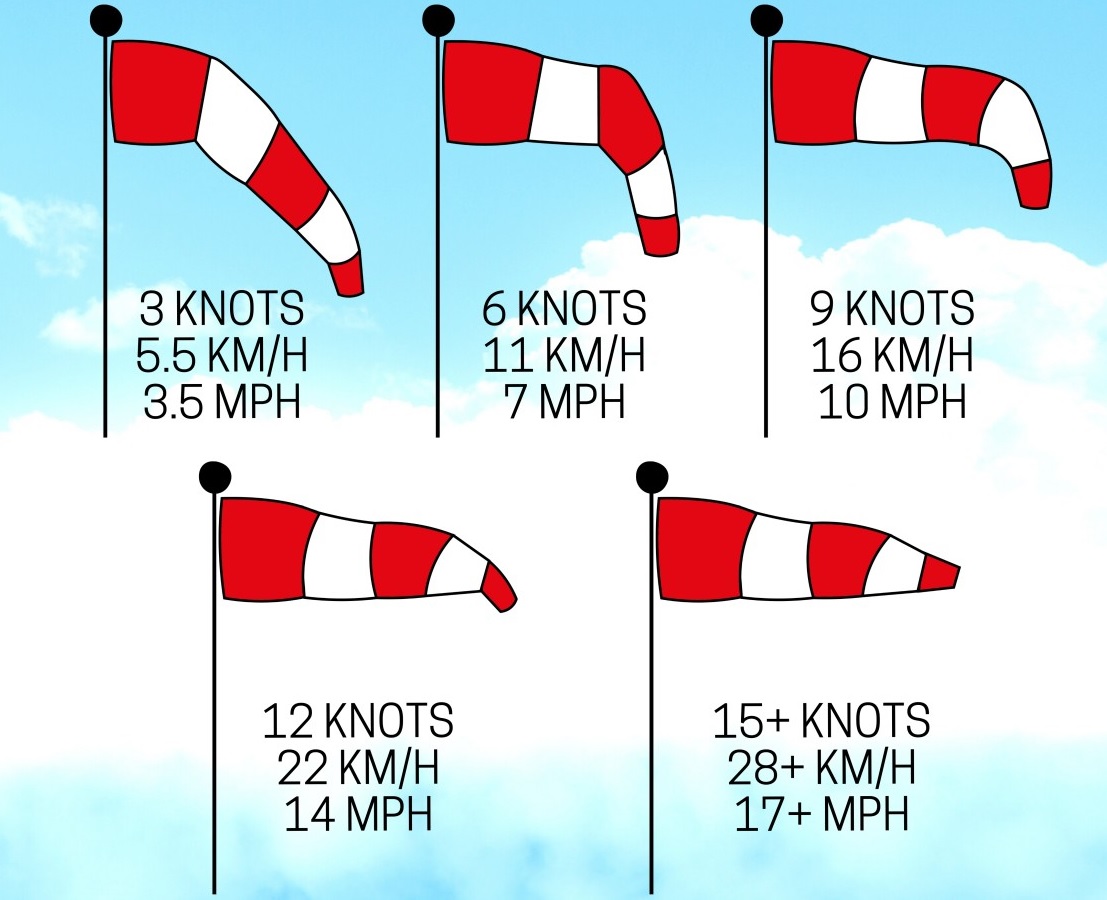 3 KNOTS
5.5 KM/H
3.5 MPH
6 KNOTS
11 KM/H
7 MPH
9 KNOTS
16 KM/H
10 MPH
12 KNOTS
22 KM/H
14 MPH
15+ KNOTS
28+ KM/H
17+ MPH